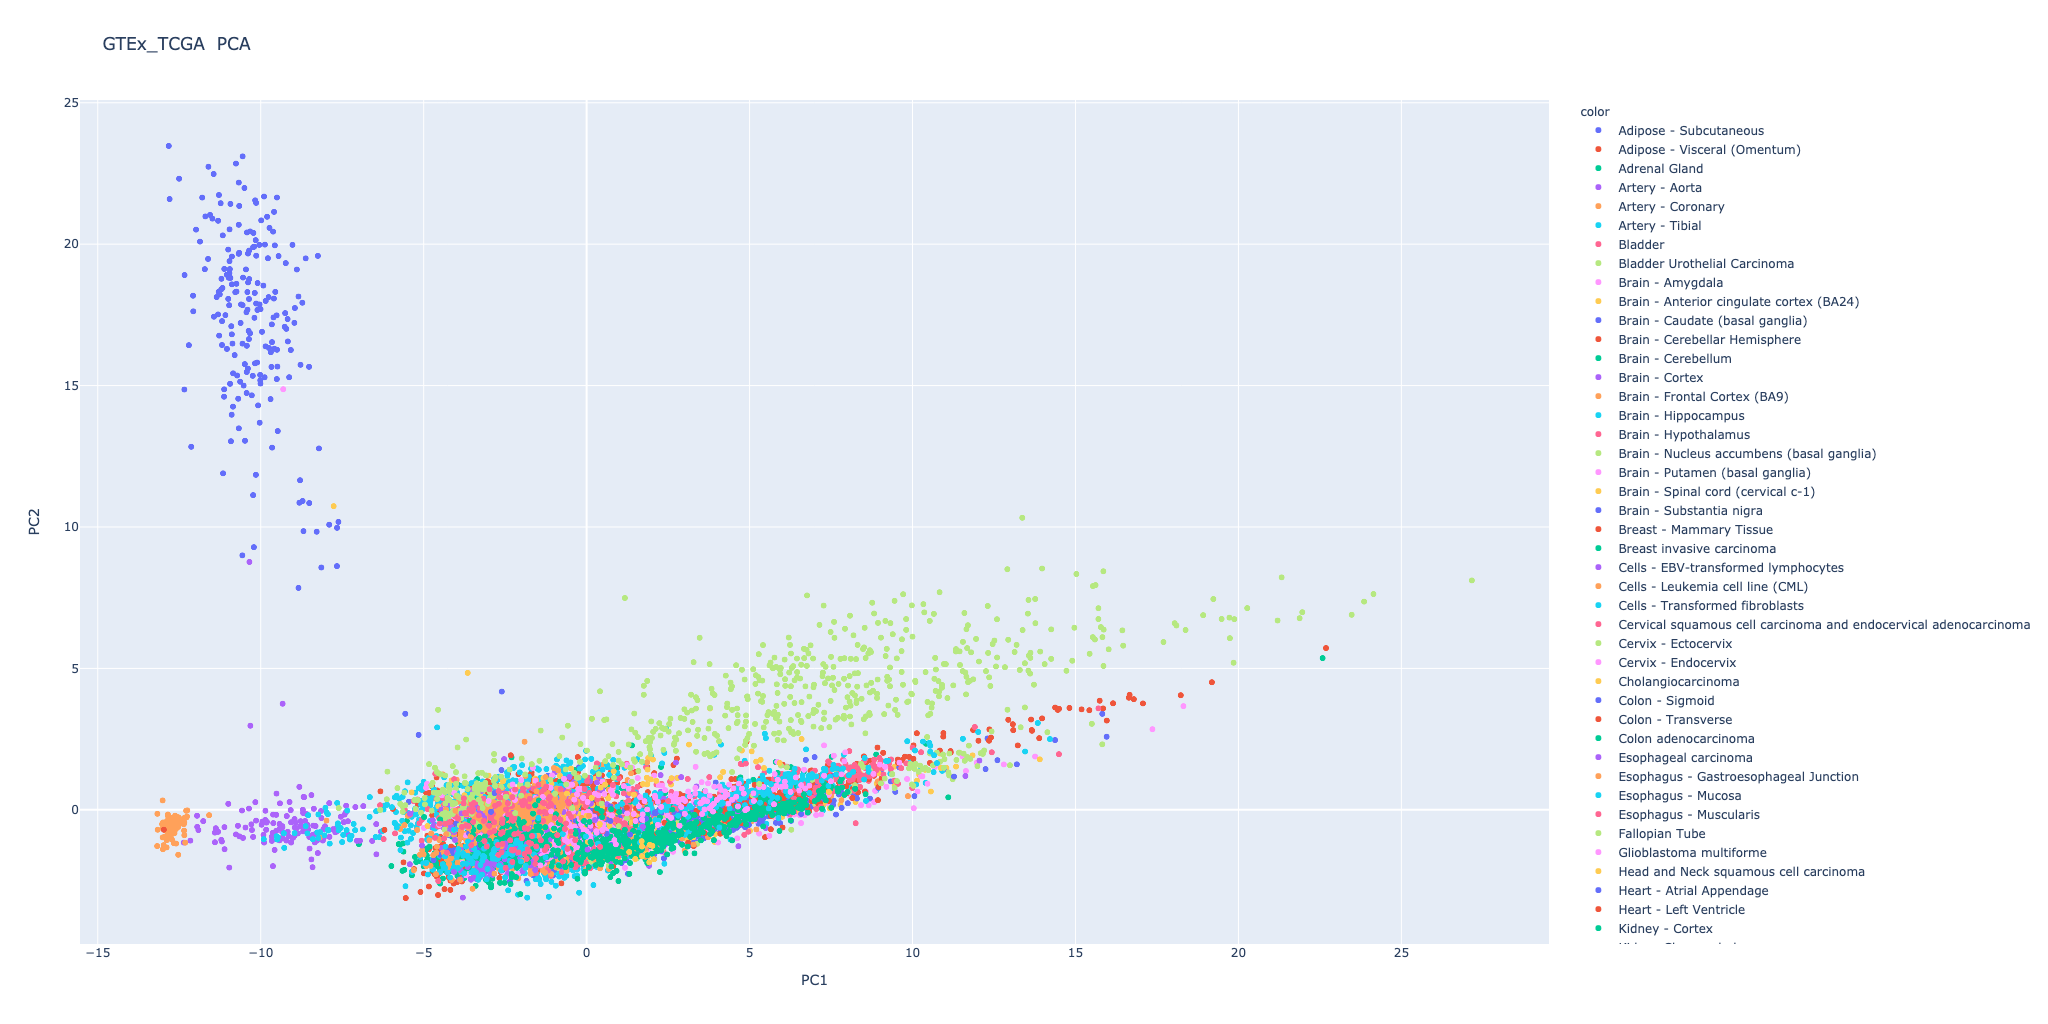 GTEx_TCGA PCA
25
20
15
10
5
0
PC2
−15
−10
−5
0
5
10
15
20
25
PC1
color
Adipose - Subcutaneous
Adipose - Visceral (Omentum)
Adrenal Gland
Artery - Aorta
Artery - Coronary
Artery - Tibial
Bladder
Bladder Urothelial Carcinoma
Brain - Amygdala
Brain - Anterior cingulate cortex (BA24)
Brain - Caudate (basal ganglia)
Brain - Cerebellar Hemisphere
Brain - Cerebellum
Brain - Cortex
Brain - Frontal Cortex (BA9)
Brain - Hippocampus
Brain - Hypothalamus
Brain - Nucleus accumbens (basal ganglia)
Brain - Putamen (basal ganglia)
Brain - Spinal cord (cervical c-1)
Brain - Substantia nigra
Breast - Mammary Tissue
Breast invasive carcinoma
Cells - EBV-transformed lymphocytes
Cells - Leukemia cell line (CML)
Cells - Transformed fibroblasts
Cervical squamous cell carcinoma and endocervical adenocarcinoma
Cervix - Ectocervix
Cervix - Endocervix
Cholangiocarcinoma
Colon - Sigmoid
Colon - Transverse
Colon adenocarcinoma
Esophageal carcinoma
Esophagus - Gastroesophageal Junction
Esophagus - Mucosa
Esophagus - Muscularis
Fallopian Tube
Glioblastoma multiforme
Head and Neck squamous cell carcinoma
Heart - Atrial Appendage
Heart - Left Ventricle
Kidney - Cortex